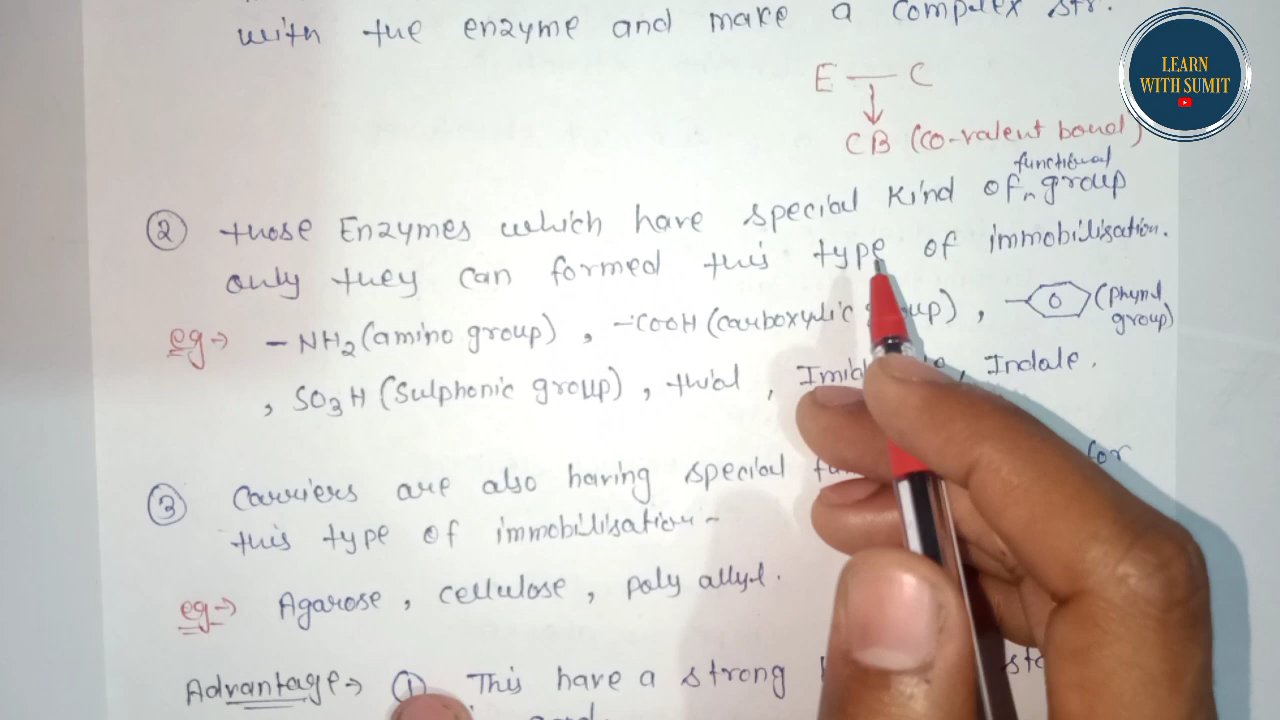 with the enzyme and make a complex str.
E — C
CB (co-valent bond)
functional
② those Enzymes which have special kind of group
only they can formed this type of immobilisation.
eg→ - NH2 (amino group), -COOH (carboxylic group), (Phynl group)
, SO3H (Sulphonic group), thiol, Indale.
③ Carriers are also having special for
this type of immobilisation -
eg→ Agarose, cellulose, poly allyl.
Advantage→ ① This have a strong
and
LEARN
WITH SUMIT